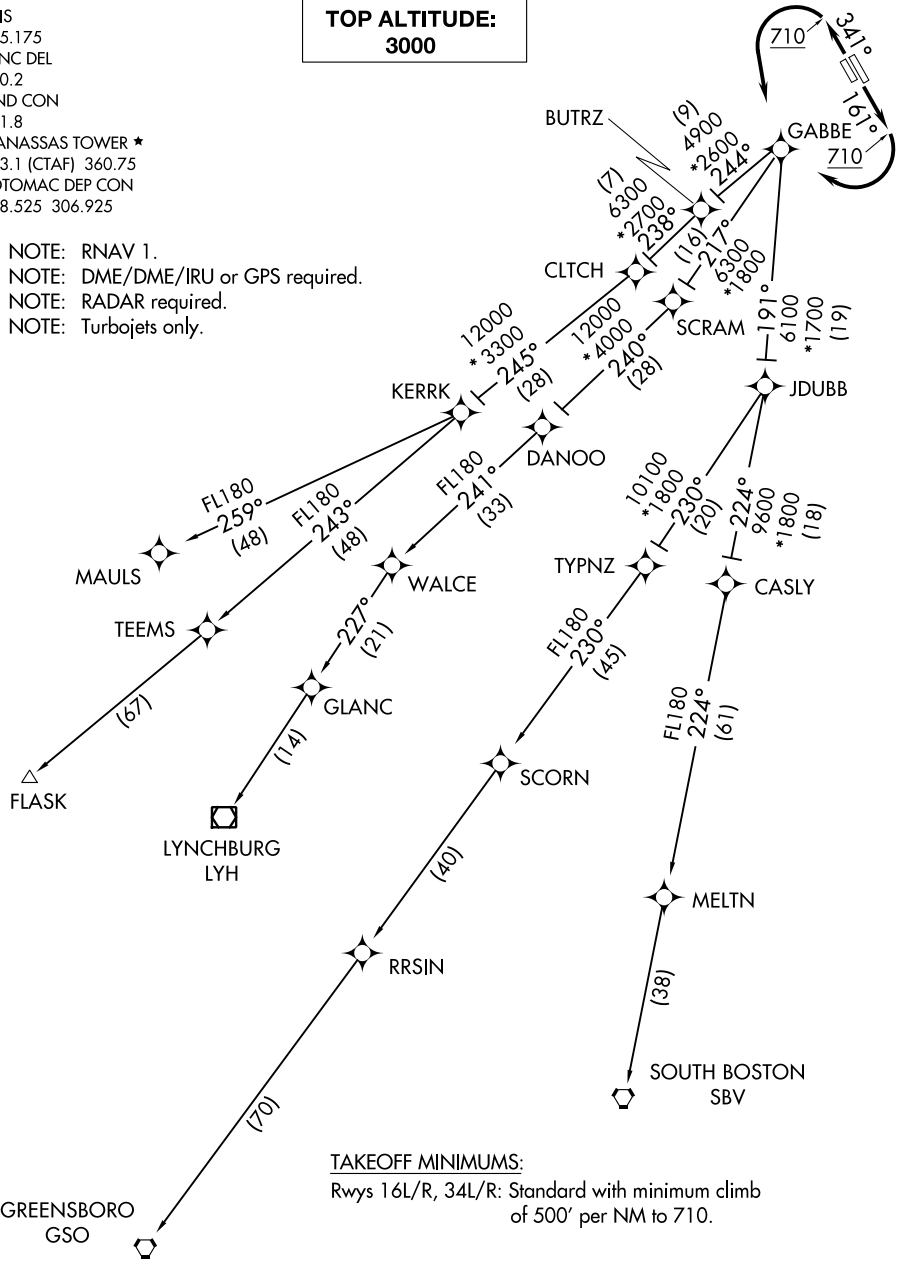 TOP ALTITUDE:
3000
5.175
NC DEL
0.2
ND CON
1.8
ANASSAS TOWER ★
3.1 (CTAF) 360.75
OTOMAC DEP CON
8.525 306.925
NOTE: RNAV 1.
NOTE: DME/DME/IRU or GPS required.
NOTE: RADAR required.
NOTE: Turbojets only.
710
341°
161°
710
GABBE
BUTRZ
(9)
4900
*2600
244°
(7)
6300
*2700
238°
CLTCH
(16)
217°
6300
*1800
SCRAM
191°
6100
*1700
(19)
JDUBB
12000
*3300
245°
(28)
KERRK
12000
*4000
240°
(28)
DANOO
FL180
259°
(48)
MAULS
FL180
243°
(48)
TEEMS
FL180
241°
(33)
WALCE
10100
*1800
230°
(20)
TYPNZ
224°
9600
*1800
(18)
CASLY
227°
(21)
GLANC
(67)
FLASK
(14)
LYNCHBURG
LYH
FL180
230°
(45)
SCORN
FL180
224°
(61)
MELTN
(40)
RRSIN
(38)
SOUTH BOSTON
SBV
(70)
GREENSBORO
GSO
TAKEOFF MINIMUMS:
Rwys 16L/R, 34L/R: Standard with minimum climb
of 500' per NM to 710.